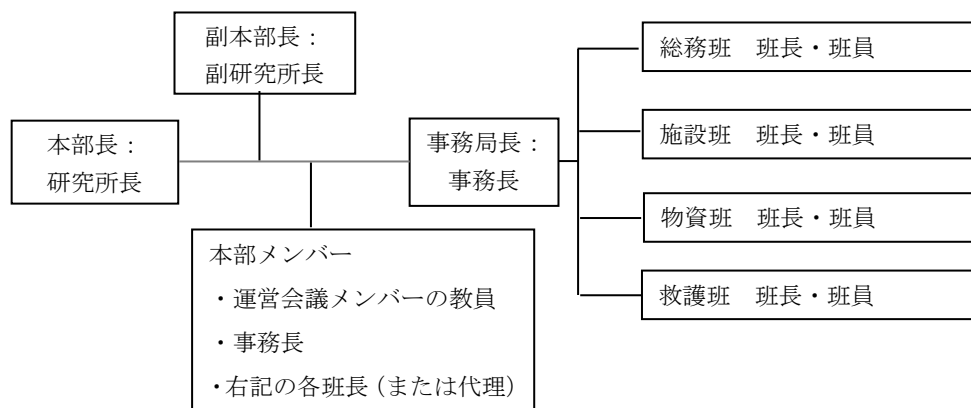 副本部長：
副研究所長
本部長：
研究所長
事務局長：
事務長
本部メンバー
・運営会議メンバーの教員
・事務長
・右記の各班長（または代理）
総務班　班長・班員
施設班　班長・班員
物資班　班長・班員
救護班　班長・班員